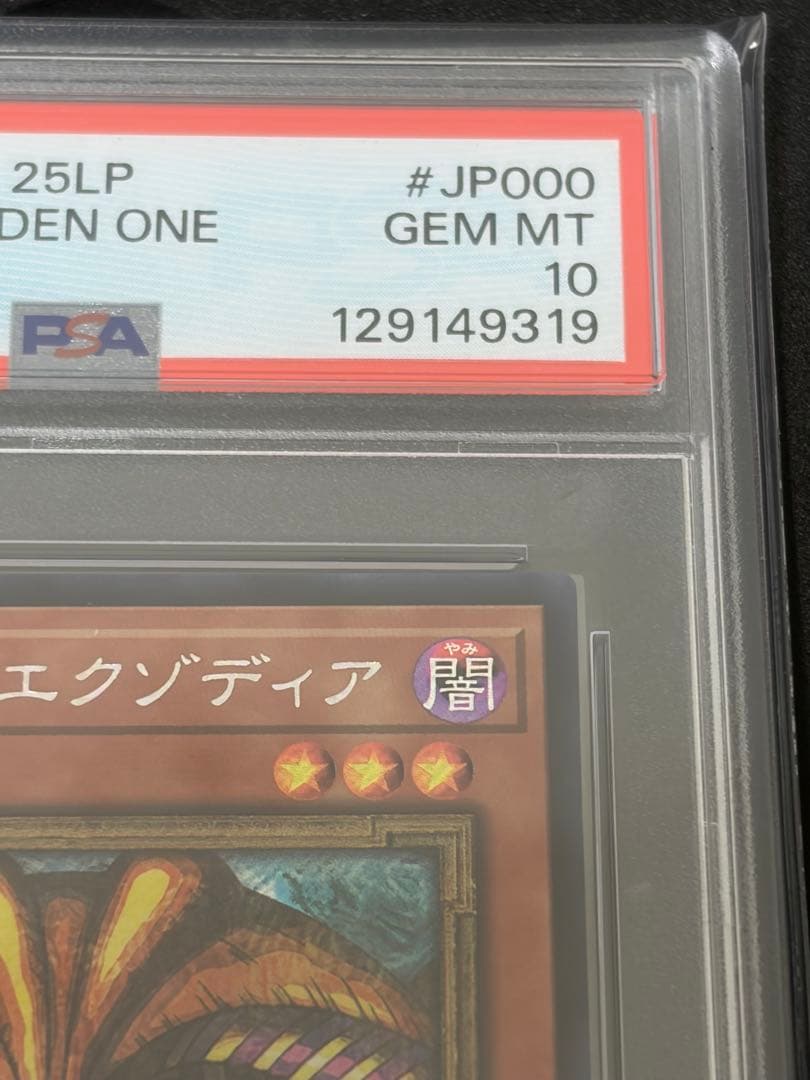 25LP
#JP000
DEN ONE
GEM MT
10
PSA
129149319
エクゾディア
やみ
闇